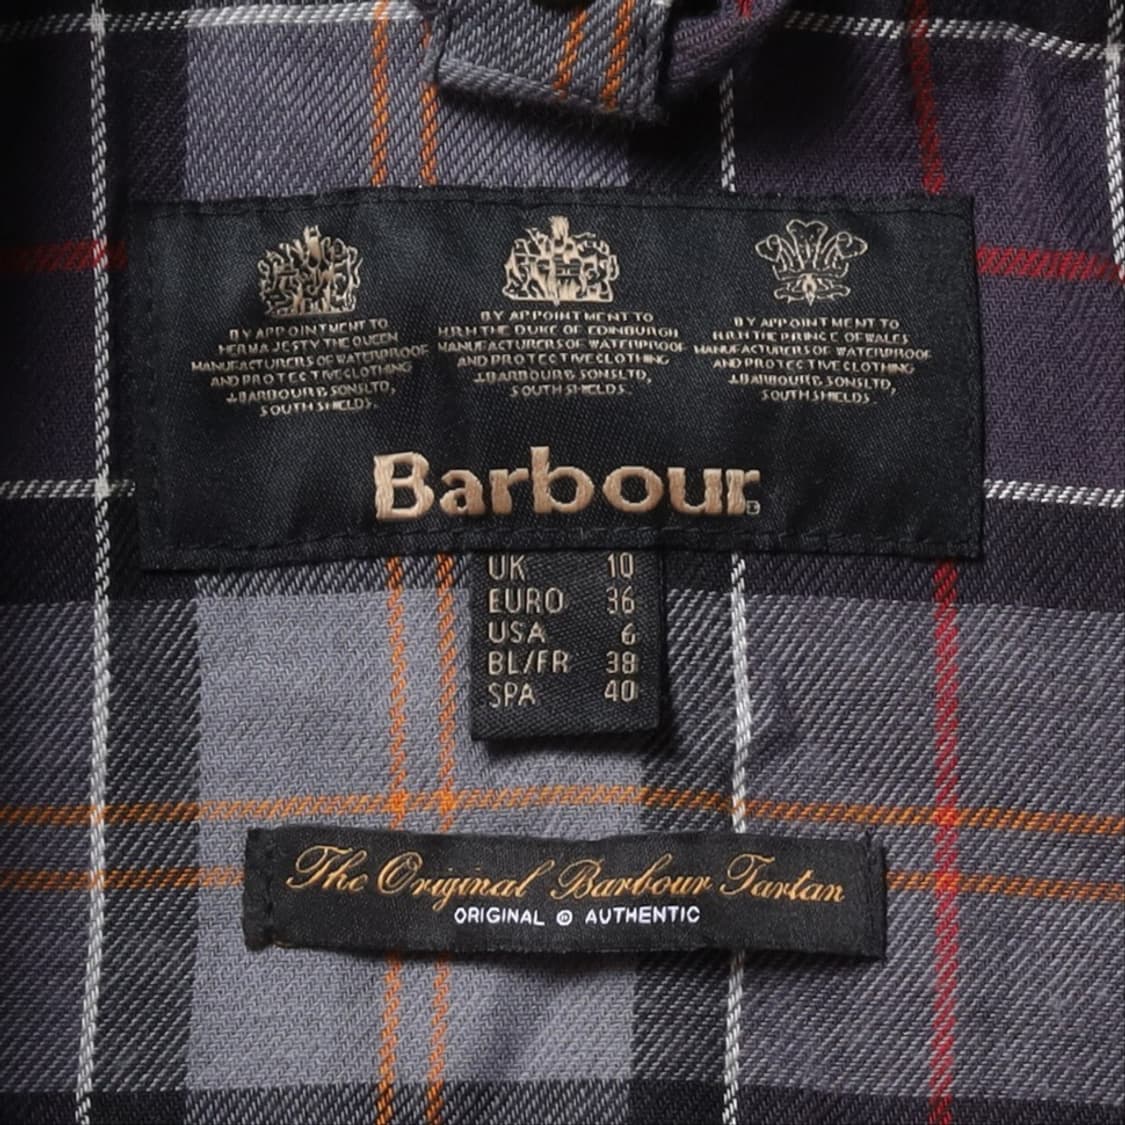 BY APPOINTMENT TO
HER MAJESTY THE QUEEN
MANUFACTURERS OF WATERPROOF
AND PROTECTIVE CLOTHING
J.BARBOUR & SONS LTD,
SOUTH SHIELDS.
BY APPOINTMENT TO
H.R.H THE DUKE OF EDINBURGH
MANUFACTURERS OF WATERPROOF
AND PROTECTIVE CLOTHING
J.BARBOUR & SONS LTD,
SOUTH SHIELDS.
BY APPOINTMENT TO
H.R.H THE PRINCE OF WALES
MANUFACTURERS OF WATERPROOF
AND PROTECTIVE CLOTHING
J.BARBOUR & SONS LTD,
SOUTH SHIELDS.
Barbour
UK 10
EURO 36
USA 6
BL/FR 38
SPA 40
The Original Barbour Tartan
ORIGINAL AUTHENTIC